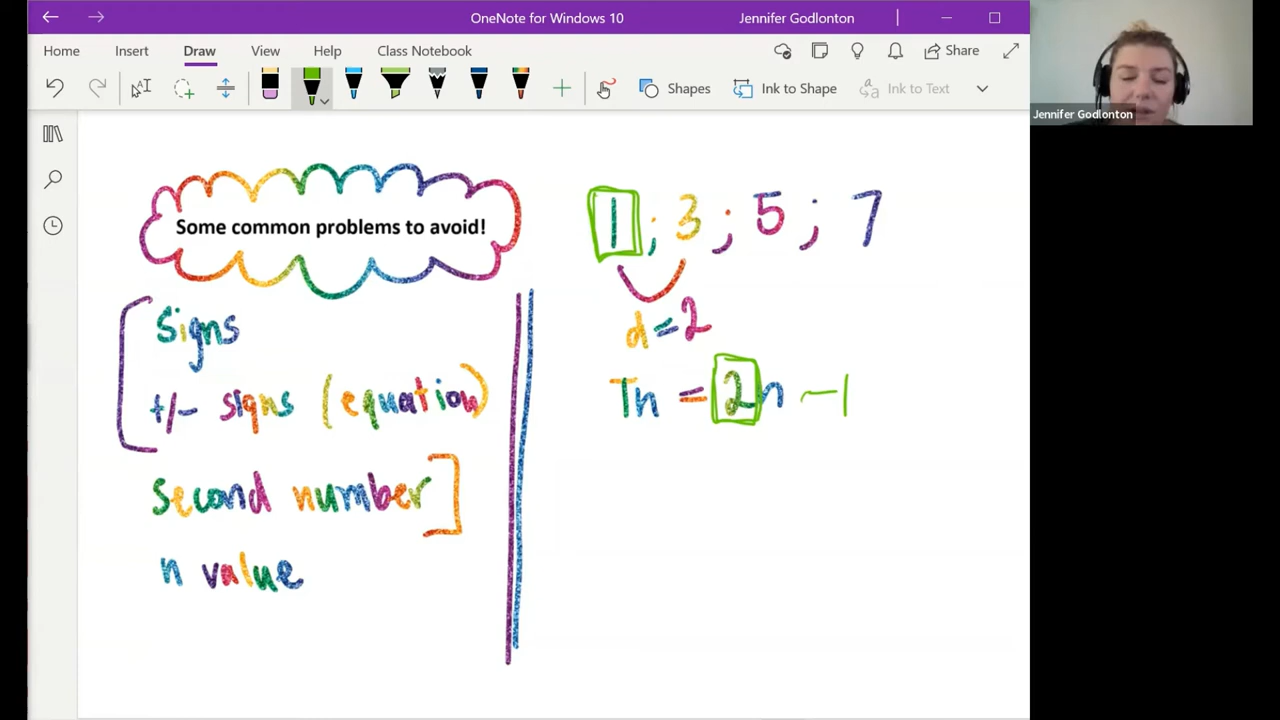 OneNote for Windows 10
Jennifer Godlonton
Home Insert Draw View Help Class Notebook
Share
Shapes
Ink to Shape
Ink to Text
Jennifer Godlonton
Some common problems to avoid!
Signs
+/- signs (equation)
second number]
n value
1 ; 3 ; 5 ; 7
d=2
Tn = 2n -1